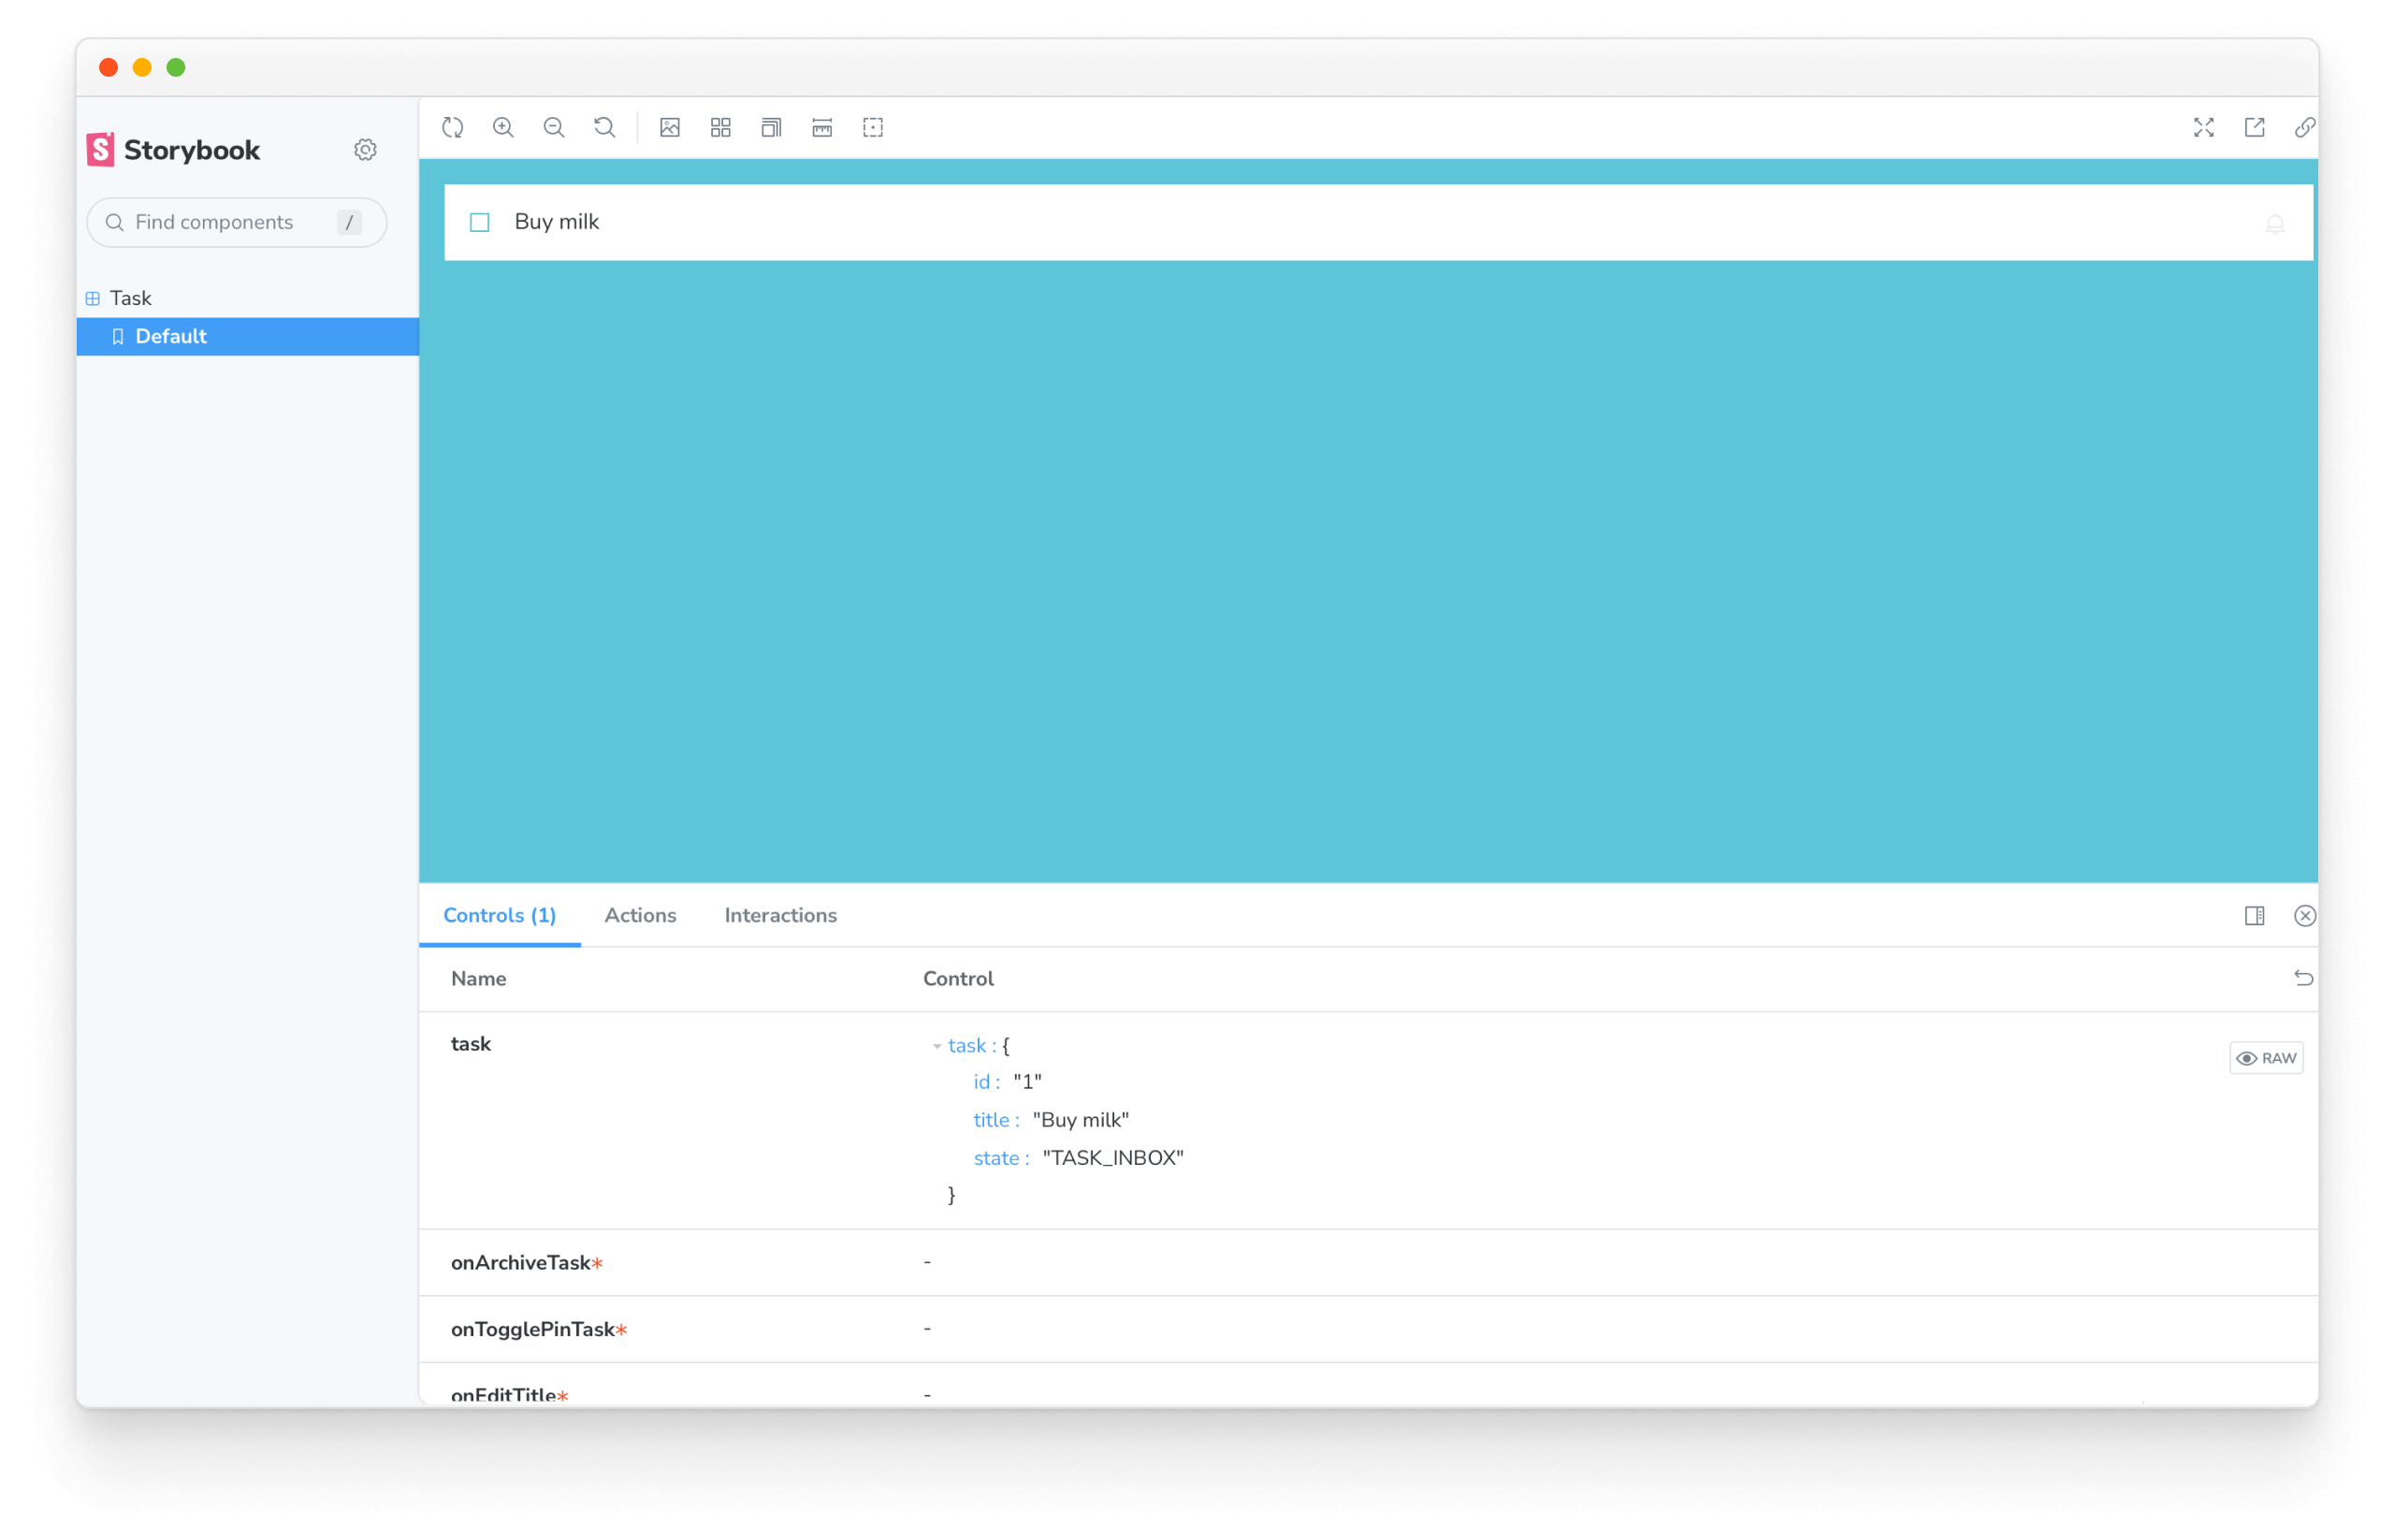 Storybook
Find components /
Task
Default
Buy milk
Controls (1) Actions Interactions
Name Control
task
task : {
RAW
id : "1"
title : "Buy milk"
state : "TASK_INBOX"
}
onArchiveTask* -
onTogglePinTask* -
onEditTitle* -